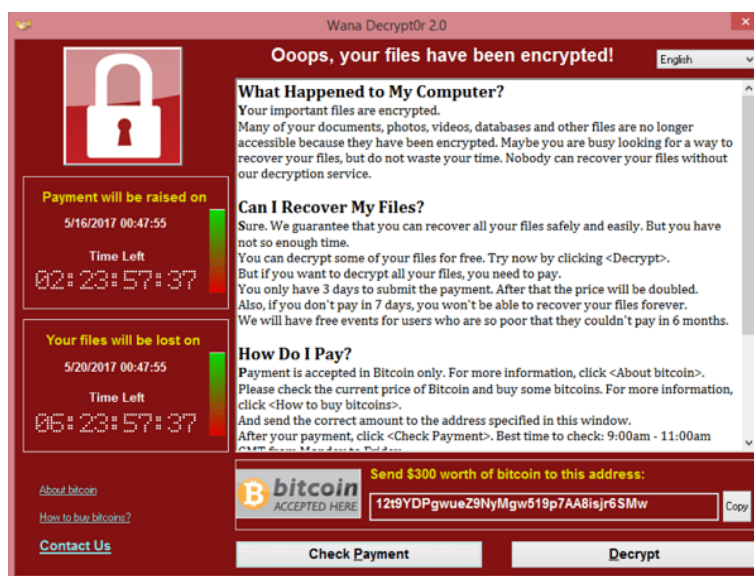 Wana Decrypt0r 2.0
Ooops, your files have been encrypted!
English
What Happened to My Computer?
Your important files are encrypted.
Many of your documents, photos, videos, databases and other files are no longer
accessible because they have been encrypted. Maybe you are busy looking for a way to
recover your files, but do not waste your time. Nobody can recover your files without
our decryption service.
Can I Recover My Files?
Sure. We guarantee that you can recover all your files safely and easily. But you have
not so enough time.
You can decrypt some of your files for free. Try now by clicking <Decrypt>.
But if you want to decrypt all your files, you need to pay.
You only have 3 days to submit the payment. After that the price will be doubled.
Also, if you don't pay in 7 days, you won't be able to recover your files forever.
We will have free events for users who are so poor that they couldn't pay in 6 months.
How Do I Pay?
Payment is accepted in Bitcoin only. For more information, click <About bitcoin>.
Please check the current price of Bitcoin and buy some bitcoins. For more information,
click <How to buy bitcoins>.
And send the correct amount to the address specified in this window.
After your payment, click <Check Payment>. Best time to check: 9:00am - 11:00am
GMT from Monday to Friday
Payment will be raised on
5/16/2017 00:47:55
Time Left
02:23:57:37
Your files will be lost on
5/20/2017 00:47:55
Time Left
06:23:57:37
About bitcoin
How to buy bitcoins?
Contact Us
bitcoin
ACCEPTED HERE
Send $300 worth of bitcoin to this address:
12t9YDPgwueZ9NyMgw519p7AA8isjr6SMw
Copy
Check Payment
Decrypt